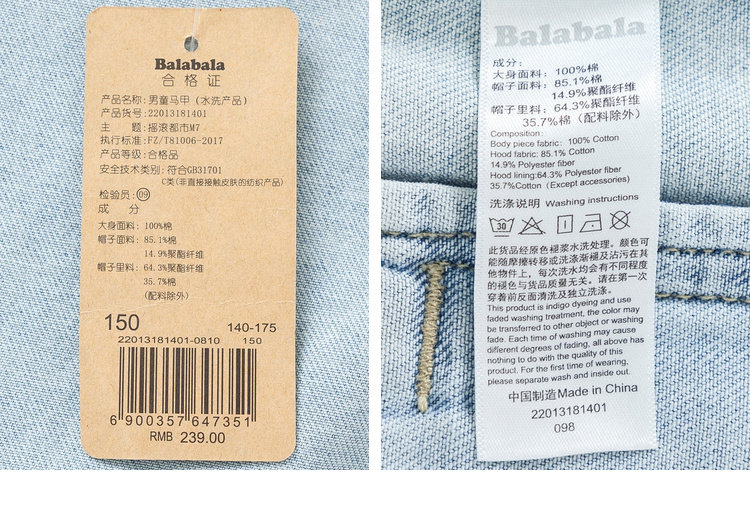 Balabala
合格证
产品名称: 男童马甲 (水洗产品)
产品货号: 22013181401
主 题: 摇滚都市M7
执行标准: FZ/T81006-2017
产品等级: 合格品
安全技术类别: 符合GB31701
C类(非直接接触皮肤的纺织产品)
检验员: 09
成 分
大身面料: 100%棉
帽子面料: 85.1%棉
14.9%聚酯纤维
帽子里料: 64.3%聚酯纤维
35.7%棉
(配料除外)
150 140-175
22013181401-0810 150
6 900357 647351
RMB 239.00
Balabala
成分:
大身面料: 100%棉
帽子面料: 85.1%棉
14.9%聚酯纤维
帽子里料: 64.3%聚酯纤维
35.7%棉 (配料除外)
Composition:
Body piece fabric: 100% Cotton
Hood fabric: 85.1% Cotton
14.9% Polyester fiber
Hood lining:64.3% Polyester fiber
35.7%Cotton (Except accessories)
洗涤说明 Washing instructions
30
此货品经原色褪浆水洗处理。颜色可
能随摩擦转移或洗涤渐褪及沾污在其
他物件上，每次洗水均会有不同程度
的褪色与货品质量无关。请在第一次
穿着前反面清洗及独立洗涤。
This product is indigo dyeing and use
faded washing treatment, the color may
be transferred to other object or washing
fade. Each time of washing may cause
different degrees of fading, all above has
nothing to do with the quality of this
product. For the first time of wearing,
please separate wash and inside out.
中国制造Made in China
22013181401
098